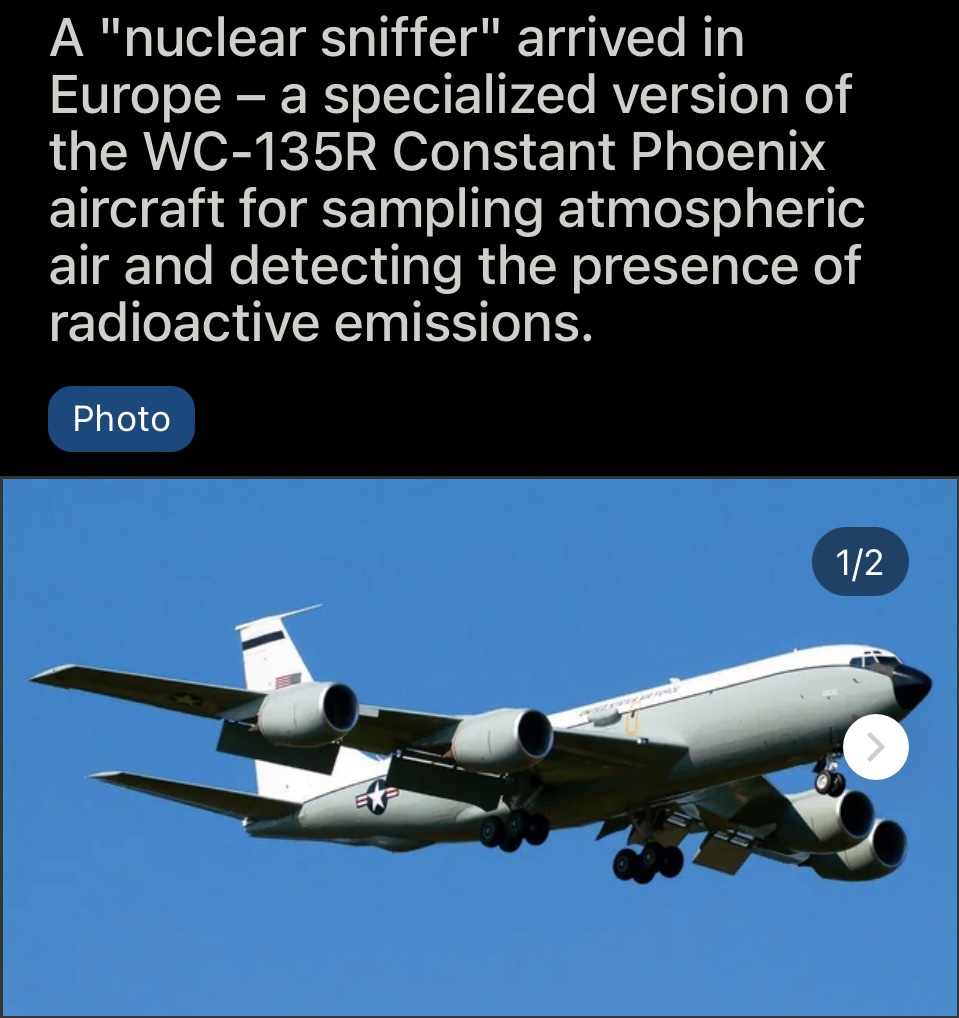 A "nuclear sniffer" arrived in
Europe – a specialized version of
the WC-135R Constant Phoenix
aircraft for sampling atmospheric
air and detecting the presence of
radioactive emissions.
Photo
1/2
UNITED STATES AIR FORCE